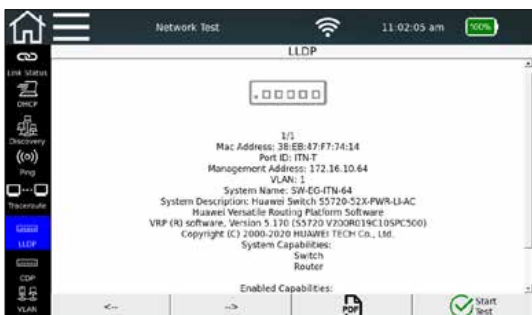 Network Test
11:02:05 am
100%
LLDP
Link Status
DHCP
Discovery
Ping
Traceroute
LLDP
CDP
VLAN
1/1
Mac Address: 38:EB:47:F7:74:14
Port ID: ITN-T
Management Address: 172.16.10.64
VLAN: 1
System Name: SW-EG-ITN-64
System Description: Huawei Switch S5720-52X-PWR-LI-AC
Huawei Versatile Routing Platform Software
VRP (R) software, Version 5.170 (S5720 V200R019C10SPC500)
Copyright (C) 2000-2020 HUAWEI TECH Co., Ltd.
System Capabilities:
Switch
Router
Enabled Capabilities:
<--
-->
PDF
Start
Test